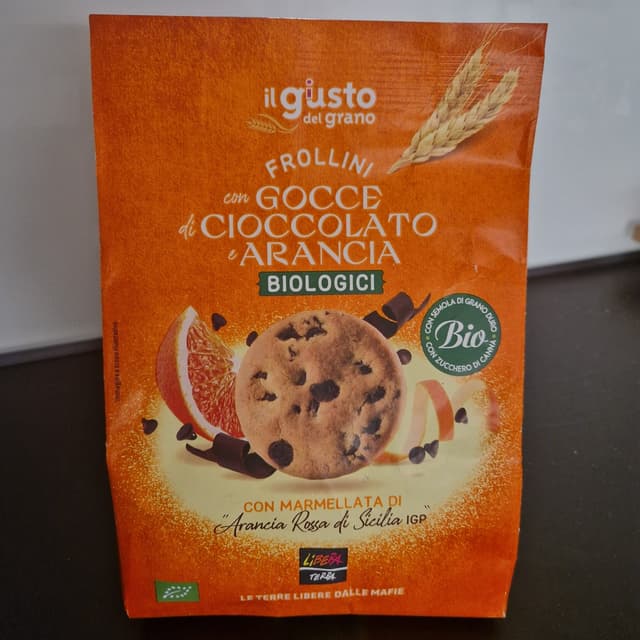 il giusto
del grano
FROLLINI
con GOCCE
di CIOCCOLATO
e ARANCIA
BIOLOGICI
CON SEMOLA DI GRANO DURO
Bio
CON ZUCCHERO DI CANNA
CON MARMELLATA DI
"Arancia Rossa di Sicilia IGP"
LiBERA
TERRA
LE TERRE LIBERE DALLE MAFIE